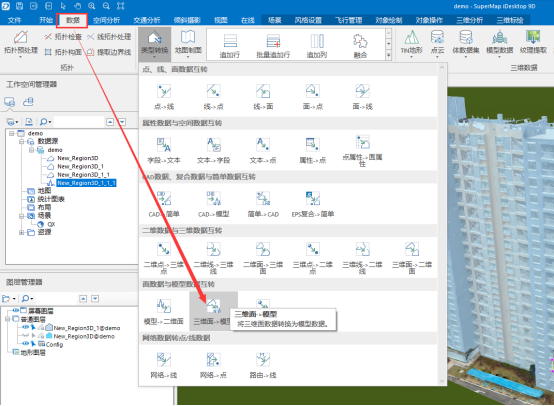 demo - SuperMap iDesktop 9D
文件 开始 数据 空间分析 交通分析 倾斜摄影 视图 在线 场景 风格设置 飞行管理 对象绘制 对象操作 三维分析 三维标绘
拓扑预处理 拓扑检查 线拓扑处理
拓扑构面 提取边界线
拓扑
类型转换 地图制图 追加行 批量追加行 追加列 融合
TIN地形 点云 体数据集 模型数据 纹理提取
三维数据
工作空间管理器
demo
数据源
demo
New_Region3D
New_Region3D_1
New_Region3D_1_1
New_Region3D_1_1_1
地图
统计图表
布局
场景
QX
资源
图层管理器
屏幕图层
普通图层
New_Region3D_1@demo
New_Region3D@demo
Config
地形图层
点、线、面数据互转
点->线 线->点 线->面 面->点 面->线
属性数据与空间数据互转
字段->文本 文本->字段 文本->点 属性->点 点属性->面属性
CAD数据、复合数据与简单数据互转
CAD->简单 CAD->模型 简单->CAD EPS复合->简单
二维数据与三维数据互转
二维点->三维点 二维线->三维线 二维面->三维面 三维点->二维点 三维线->二维线 三维面->二维面
面数据与模型数据互转
模型->二维面 三维面->模型
三维面->模型
将三维面数据转换为模型数据。
网络数据转点/线数据
网络->线 网络->点 路由->线